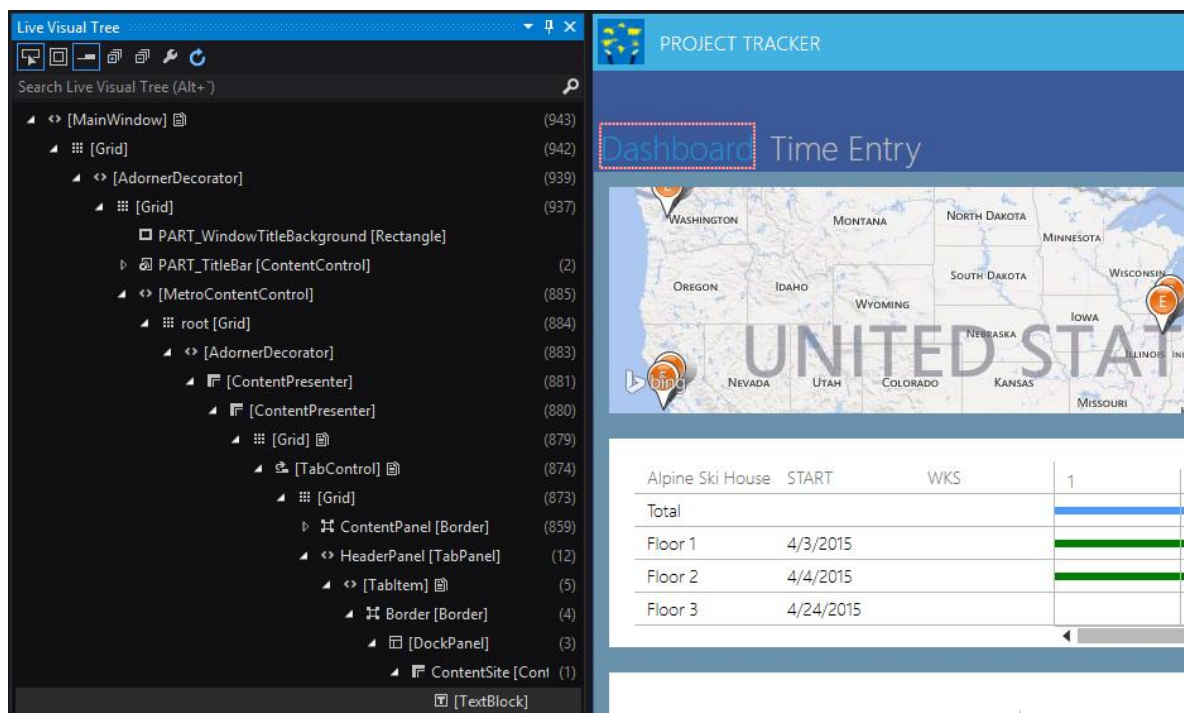 Live Visual Tree
Search Live Visual Tree (Alt+`)
[MainWindow] (943)
[Grid] (942)
[AdornerDecorator] (939)
[Grid] (937)
PART_WindowTitleBackground [Rectangle]
PART_TitleBar [ContentControl] (2)
[MetroContentControl] (885)
root [Grid] (884)
[AdornerDecorator] (883)
[ContentPresenter] (881)
[ContentPresenter] (880)
[Grid] (879)
[TabControl] (874)
[Grid] (873)
ContentPanel [Border] (859)
HeaderPanel [TabPanel] (12)
[TabItem] (5)
Border [Border] (4)
[DockPanel] (3)
ContentSite [Cont (1)
[TextBlock]
PROJECT TRACKER
Dashboard Time Entry
E
WASHINGTON MONTANA NORTH DAKOTA
MINNESOTA
OREGON IDAHO SOUTH DAKOTA WISCONSIN
WYOMING E
IOWA
NEBRASKA
UNITED STAT
ILLINOIS IN
bing NEVADA UTAH COLORADO KANSAS
MISSOURI
Alpine Ski House START WKS 1
Total
Floor 1 4/3/2015
Floor 2 4/4/2015
Floor 3 4/24/2015